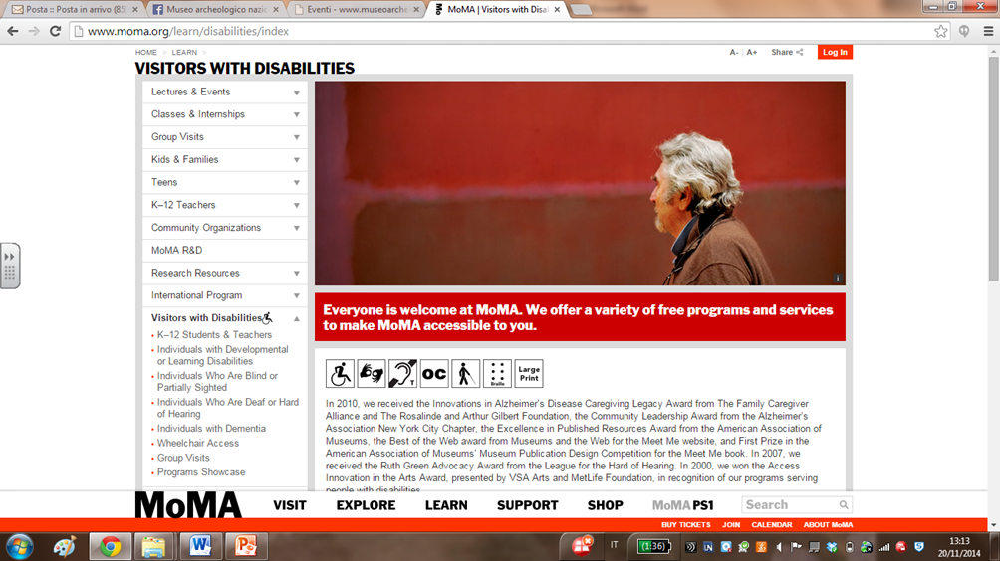 Posta :: Posta in arrivo (85
Museo archeologico nazio
Eventi - www.museoarche
MoMA | Visitors with Disa
www.moma.org/learn/disabilities/index
HOME > LEARN >
A- | A+ Share Log In
VISITORS WITH DISABILITIES
Lectures & Events
Classes & Internships
Group Visits
Kids & Families
Teens
K–12 Teachers
Community Organizations
MoMA R&D
Research Resources
International Program
Visitors with Disabilities
• K–12 Students & Teachers
• Individuals with Developmental
or Learning Disabilities
• Individuals Who Are Blind or
Partially Sighted
• Individuals Who Are Deaf or Hard
of Hearing
• Individuals with Dementia
• Wheelchair Access
• Group Visits
• Programs Showcase
i
Everyone is welcome at MoMA. We offer a variety of free programs and services
to make MoMA accessible to you.
T
OC
Braille
Large
Print
In 2010, we received the Innovations in Alzheimer's Disease Caregiving Legacy Award from The Family Caregiver
Alliance and The Rosalinde and Arthur Gilbert Foundation, the Community Leadership Award from the Alzheimer's
Association New York City Chapter, the Excellence in Published Resources Award from the American Association of
Museums, the Best of the Web award from Museums and the Web for the Meet Me website, and First Prize in the
American Association of Museums' Museum Publication Design Competition for the Meet Me book. In 2007, we
received the Ruth Green Advocacy Award from the League for the Hard of Hearing. In 2000, we won the Access
Innovation in the Arts Award, presented by VSA Arts and MetLife Foundation, in recognition of our programs serving
people with disabilities.
MoMA VISIT EXPLORE LEARN SUPPORT SHOP MoMA PS1 Search
BUY TICKETS JOIN CALENDAR ABOUT MoMA
IT
(1:36)
13:13
20/11/2014